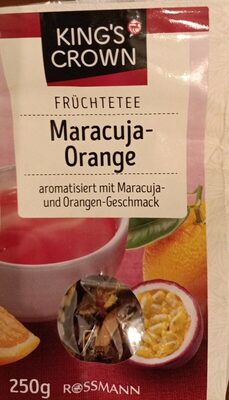 KING'S
CROWN
FRÜCHTETEE
Maracuja-
Orange
aromatisiert mit Maracuja-
und Orangen-Geschmack
250g ROSSMANN